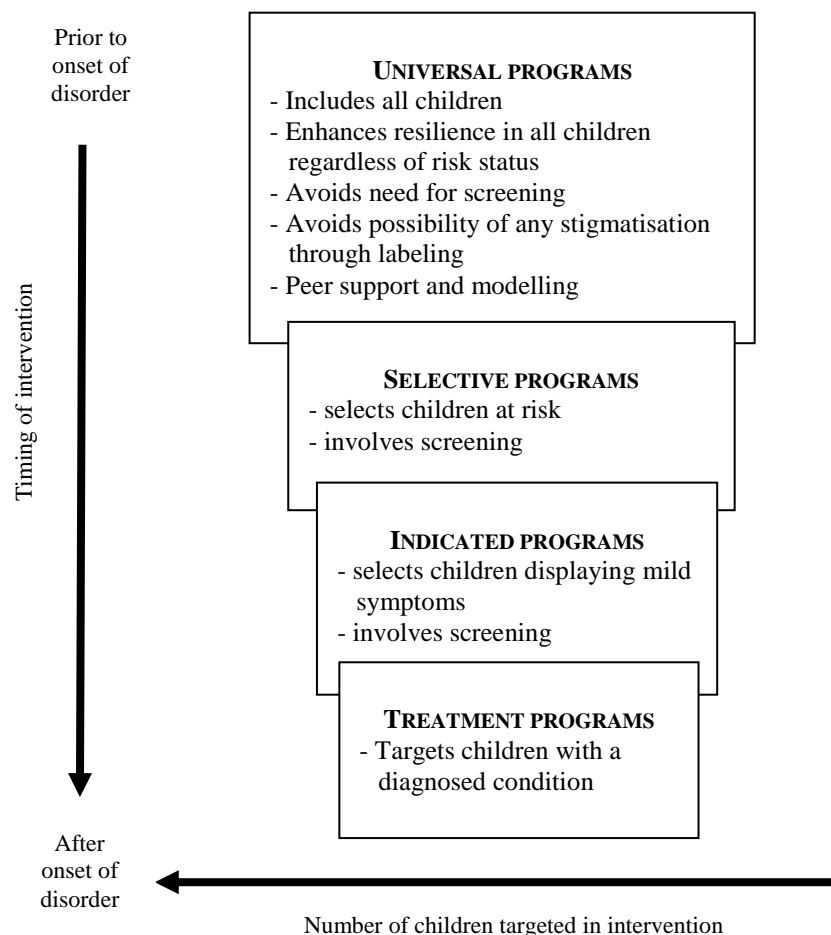 Prior to
onset of
disorder
UNIVERSAL PROGRAMS
- Includes all children
- Enhances resilience in all children
regardless of risk status
- Avoids need for screening
- Avoids possibility of any stigmatisation
through labeling
- Peer support and modelling
Timing of intervention
SELECTIVE PROGRAMS
- selects children at risk
- involves screening
INDICATED PROGRAMS
- selects children displaying mild
symptoms
- involves screening
TREATMENT PROGRAMS
- Targets children with a
diagnosed condition
After
onset of
disorder
Number of children targeted in intervention